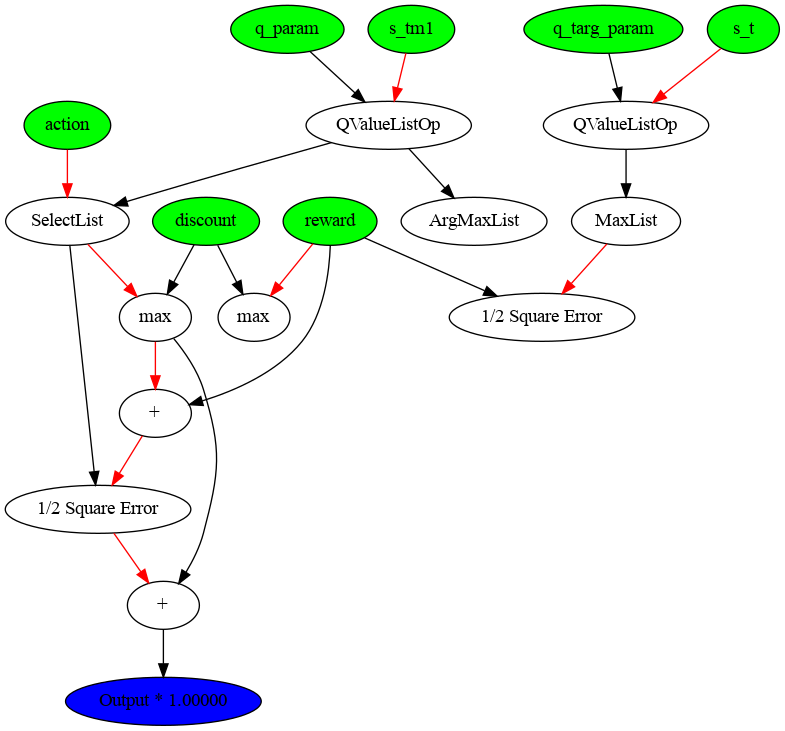 q_param
s_tm1
q_targ_param
s_t
action
QValueListOp
QValueListOp
SelectList
discount
reward
ArgMaxList
MaxList
max
max
1/2 Square Error
+
1/2 Square Error
+
Output * 1.00000